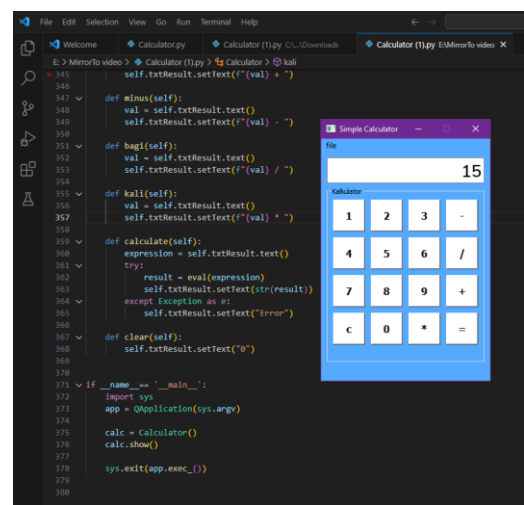 File Edit Selection View Go Run Terminal Help
Welcome Calculator.py Calculator (1).py C:\...\Downloads Calculator (1).py E:\MirrorTo video
E: > MirrorTo video > Calculator (1).py > Calculator > kali
345 self.txtResult.setText(f"{val} + ")
346
347 def minus(self):
348 val = self.txtResult.text()
349 self.txtResult.setText(f"{val} - ")
350
351 def bagi(self):
352 val = self.txtResult.text()
353 self.txtResult.setText(f"{val} / ")
354
355 def kali(self):
356 val = self.txtResult.text()
357 self.txtResult.setText(f"{val} * ")
358
359 def calculate(self):
360 expression = self.txtResult.text()
361 try:
362 result = eval(expression)
363 self.txtResult.setText(str(result))
364 except Exception as e:
365 self.txtResult.setText("Error")
366
367 def clear(self):
368 self.txtResult.setText("0")
369
370
371 if __name__== '__main__':
372 import sys
373 app = QApplication(sys.argv)
374
375 calc = Calculator()
376 calc.show()
377
378 sys.exit(app.exec_())
379
380
Simple Calculator
file
15
Kalkulator
1 2 3 -
4 5 6 /
7 8 9 +
c 0 * =